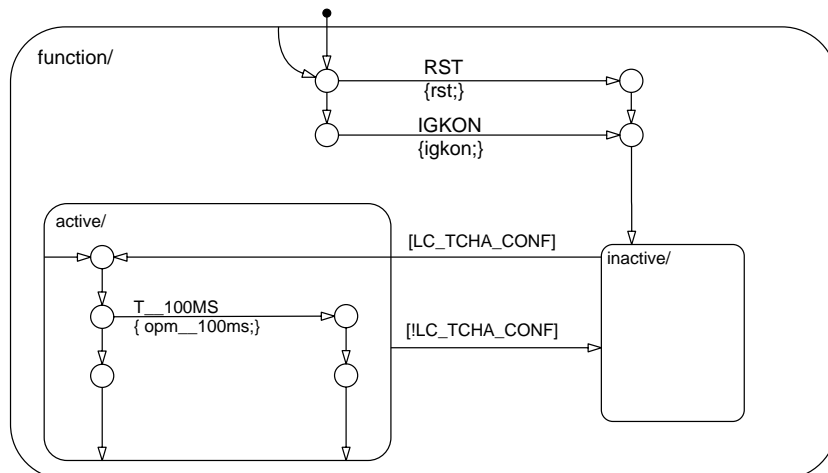 function/
RST
{rst;}
IGKON
{igkon;}
active/
[LC_TCHA_CONF]
inactive/
T__100MS
{ opm__100ms;}
[!LC_TCHA_CONF]